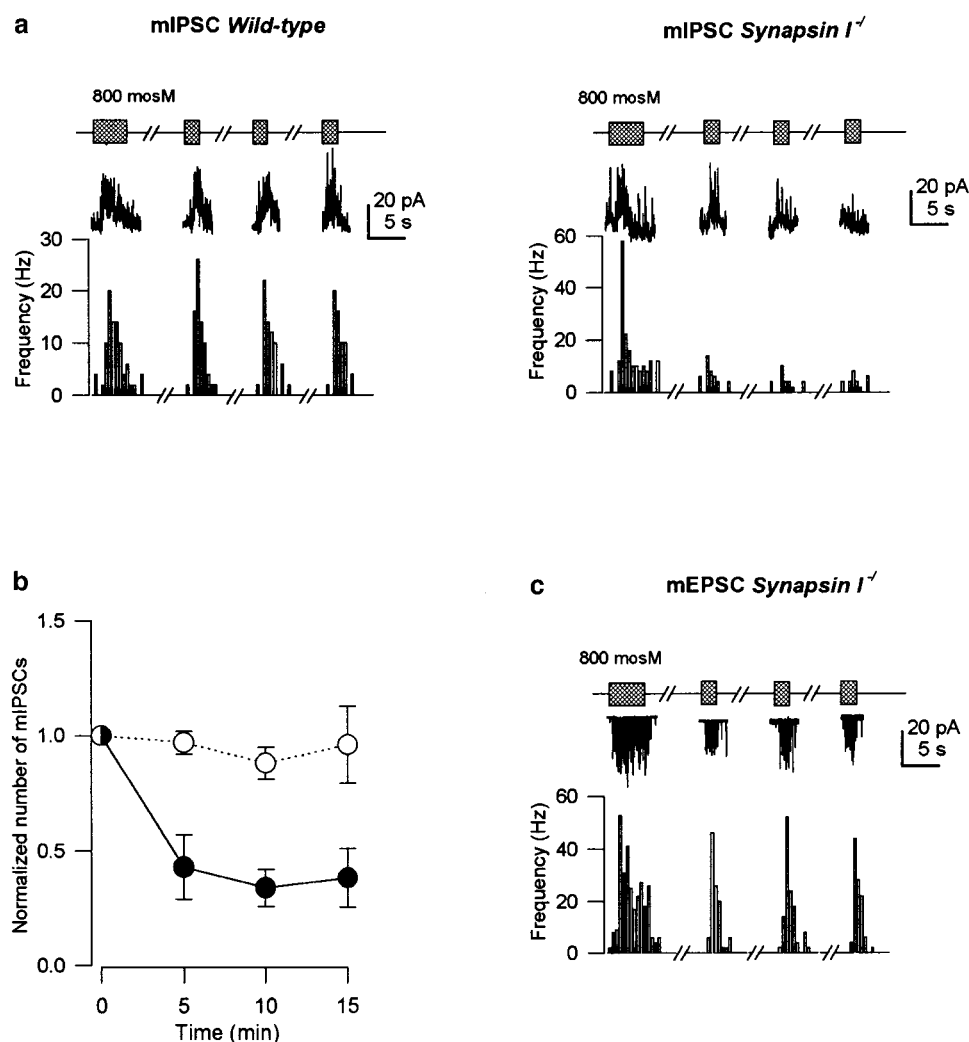 a
mIPSC Wild-type
800 mosM
20 pA
5 s
30
20
10
0
Frequency (Hz)
mIPSC Synapsin I -/
800 mosM
20 pA
5 s
60
40
20
0
Frequency (Hz)
b
1.5
1.0
0.5
0.0
Normalized number of mIPSCs
0 5 10 15
Time (min)
c
mEPSC Synapsin I -/
800 mosM
20 pA
5 s
60
40
20
0
Frequency (Hz)